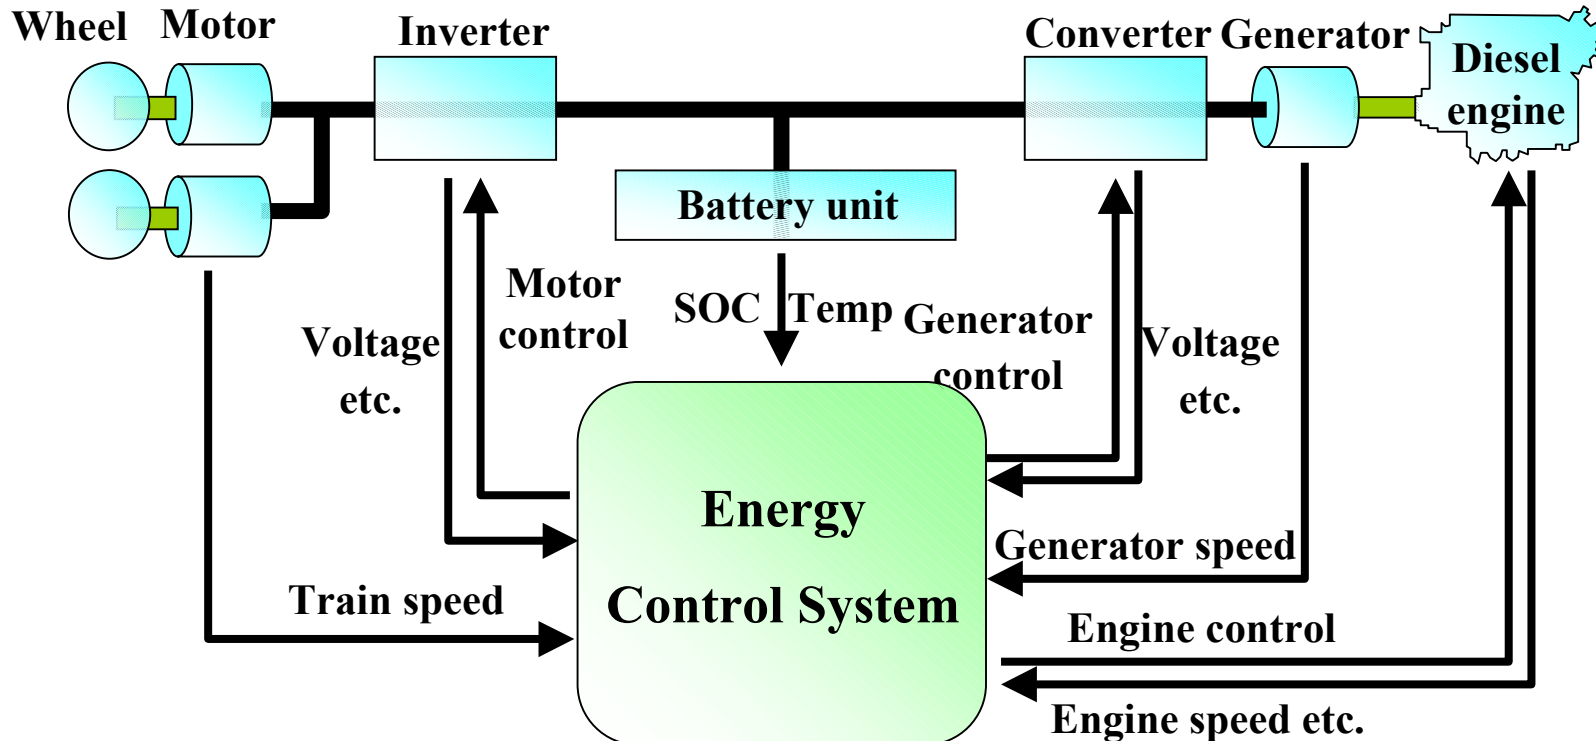 Wheel
Motor
Inverter
Converter
Generator
Diesel
engine
Battery unit
Motor
control
SOC
Temp
Generator
control
Voltage
etc.
Voltage
etc.
Energy
Control System
Generator speed
Train speed
Engine control
Engine speed etc.